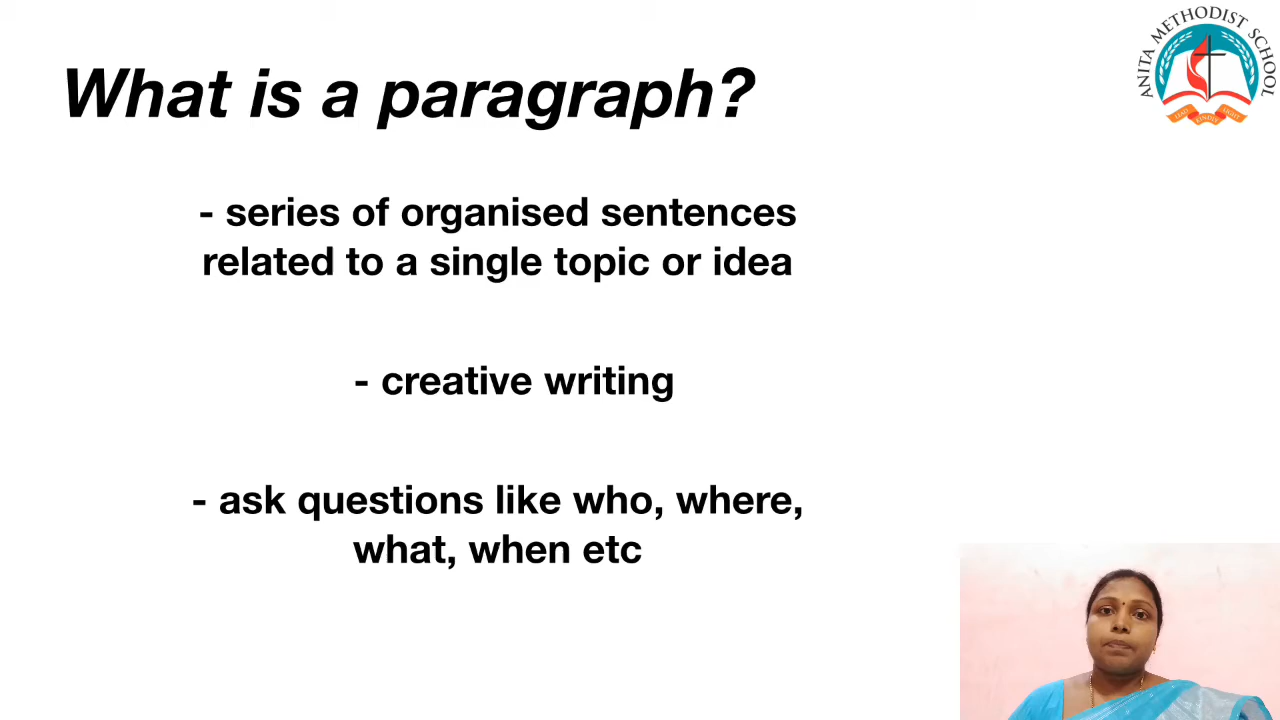 What is a paragraph?
ANITA METHODIST SCHOOL
- series of organised sentences
related to a single topic or idea
- creative writing
- ask questions like who, where,
what, when etc